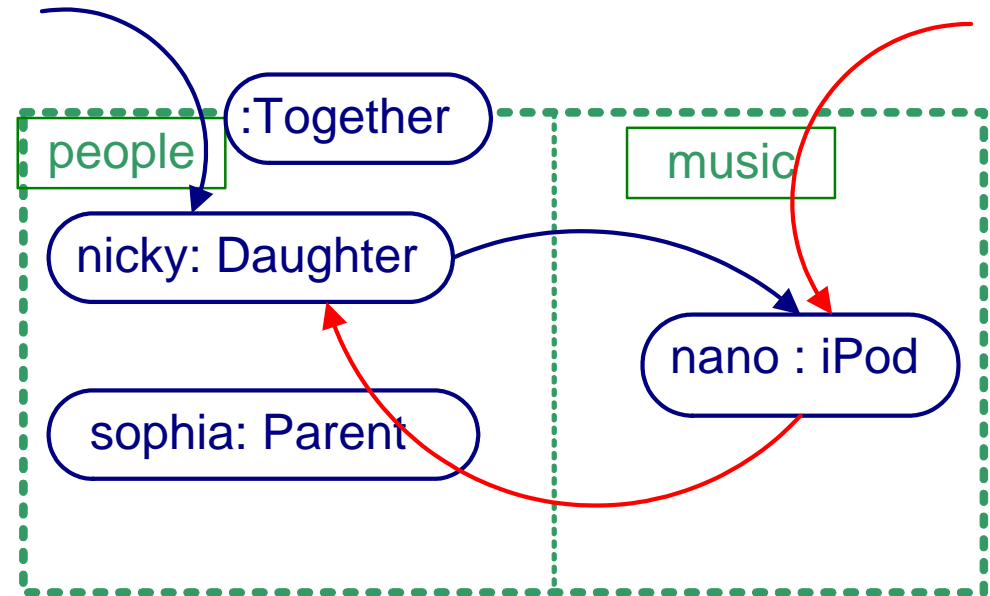 :Together
people
music
nicky: Daughter
nano : iPod
sophia: Parent